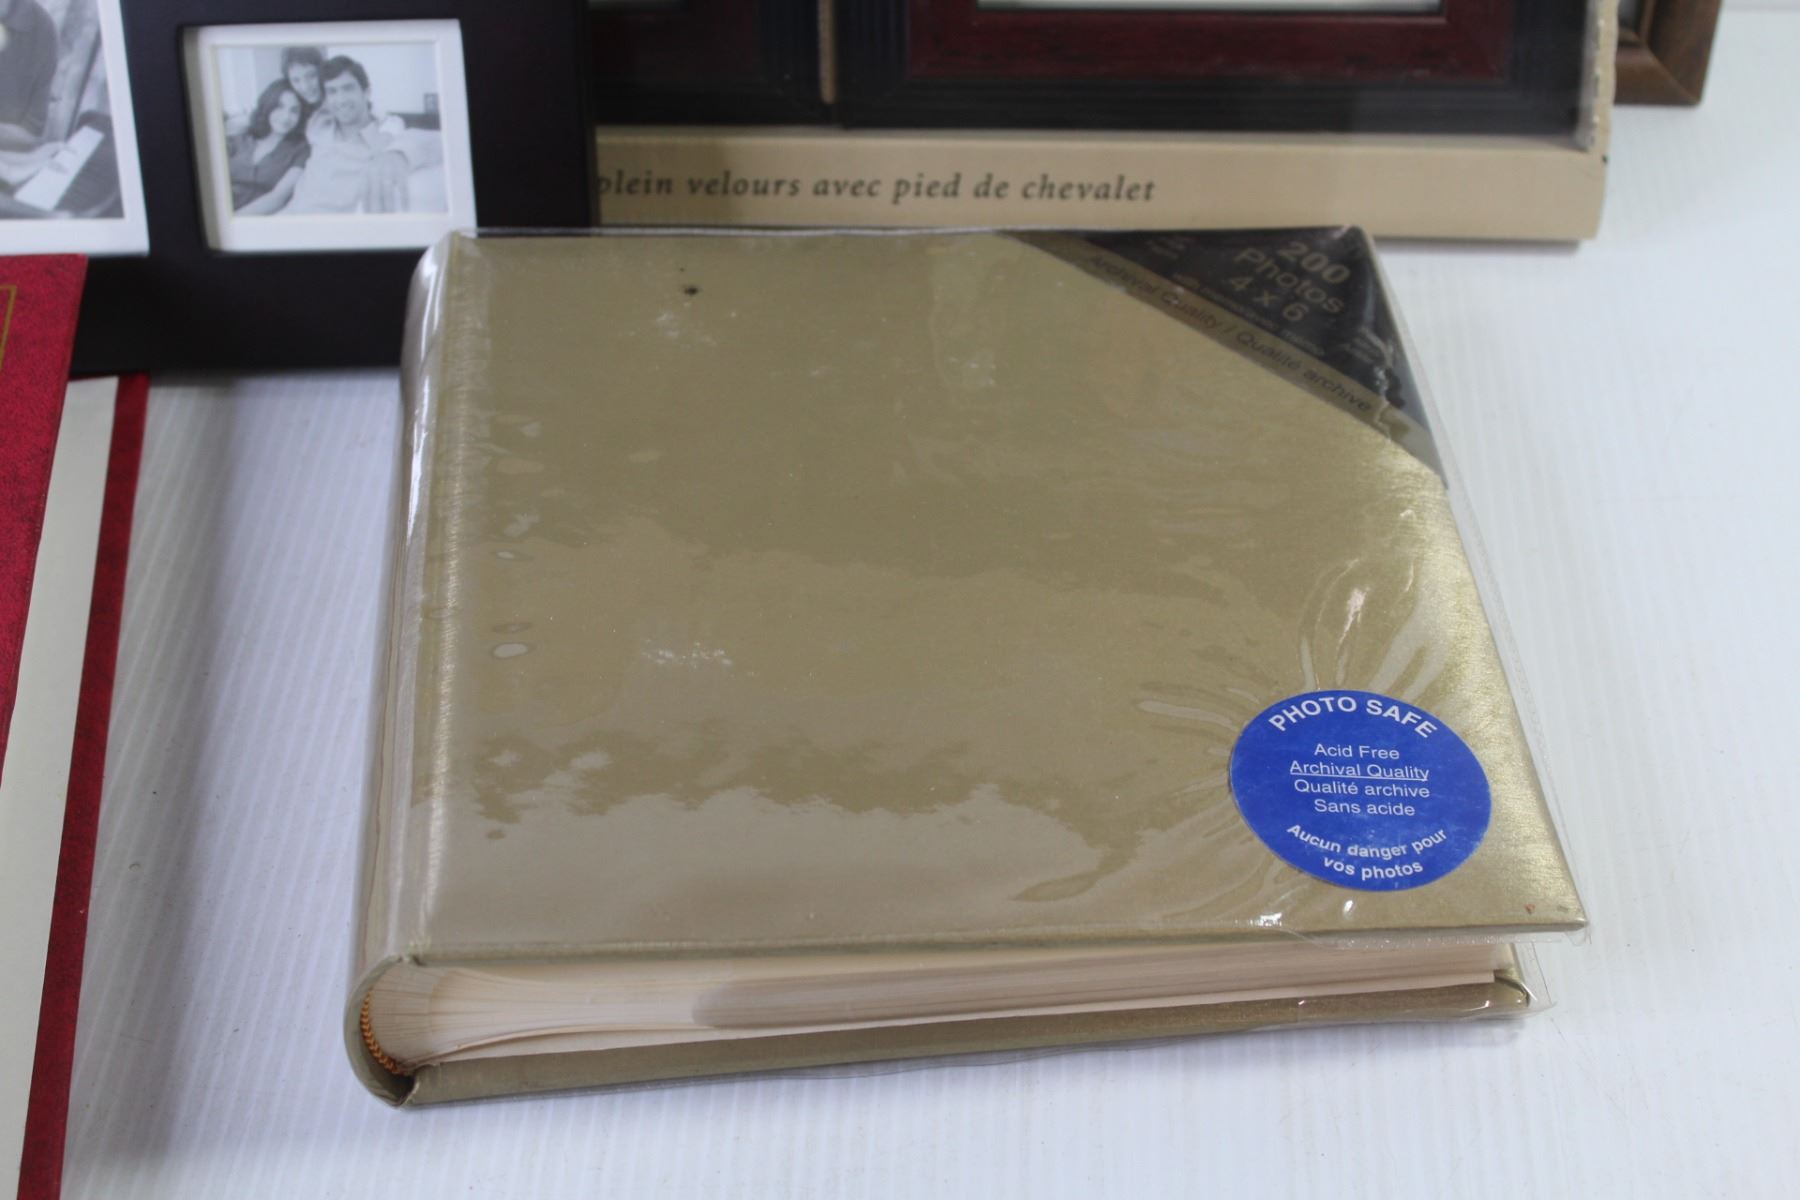 plein velours avec pied de chevalet
200
Photos
4 x 6
Archival Quality / Qualité archive
PHOTO SAFE
Acid Free
Archival Quality
Qualité archive
Sans acide
Aucun danger pour
vos photos